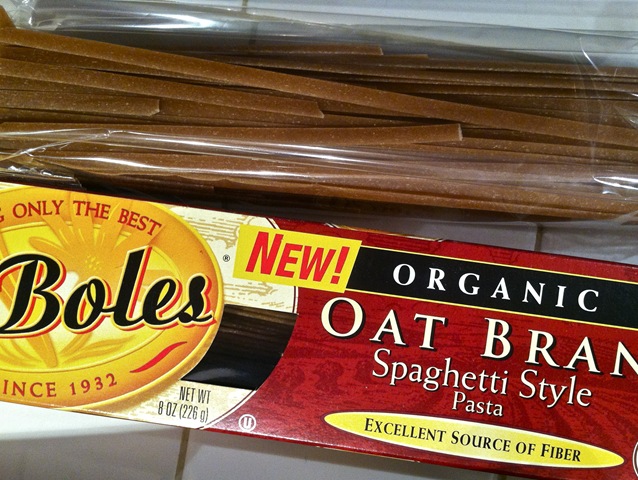 G ONLY THE BEST
Boles
®
SINCE 1932
NET WT
8 OZ (226 g)
U
NEW!
ORGANIC
OAT BRAN
Spaghetti Style
Pasta
EXCELLENT SOURCE OF FIBER